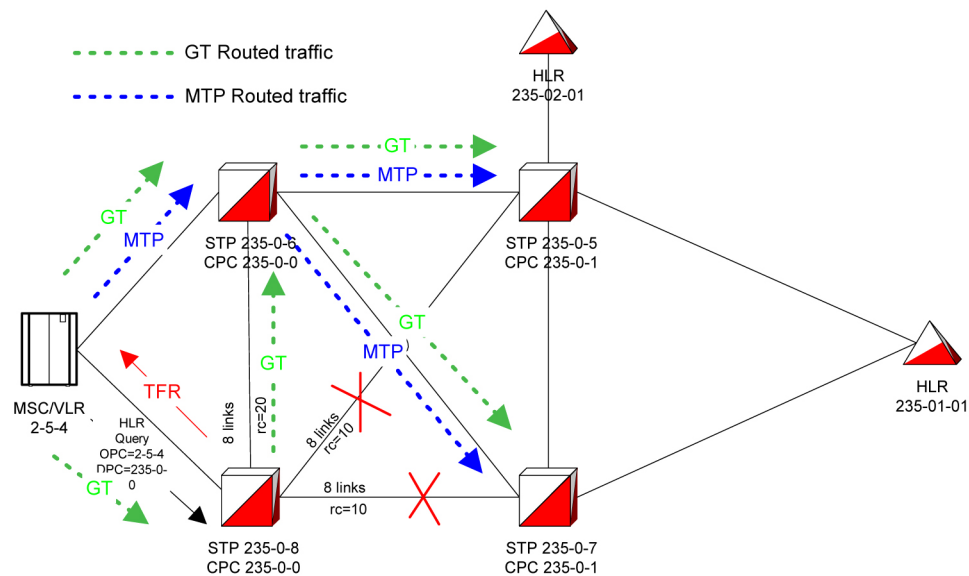 GT Routed traffic
MTP Routed traffic
HLR
235-02-01
GT
MTP
GT
MTP
STP 235-0-6
CPC 235-0-0
STP 235-0-5
CPC 235-0-1
GT
MTP
GT
TFR
MSC/VLR
2-5-4
HLR
Query
OPC=2-5-4
DPC=235-0-
0
GT
8 links
rc=20
8 links
rc=10
8 links
rc=10
HLR
235-01-01
STP 235-0-8
CPC 235-0-0
STP 235-0-7
CPC 235-0-1